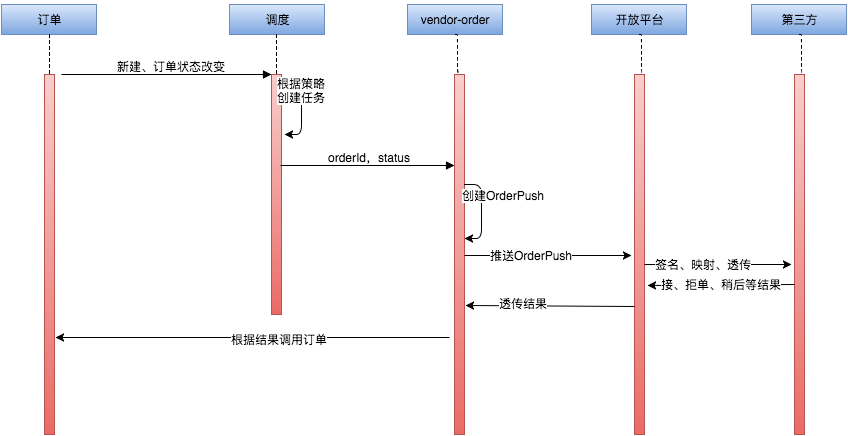 订单
调度
vendor-order
开放平台
第三方
新建、订单状态改变
根据策略
创建任务
orderId，status
创建OrderPush
推送OrderPush
签名、映射、透传
接、拒单、稍后等结果
透传结果
根据结果调用订单